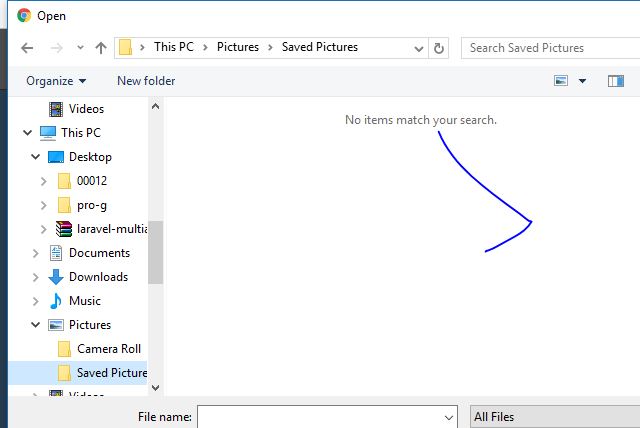 Open
This PC > Pictures > Saved Pictures
Search Saved Pictures
Organize
New folder
Videos
No items match your search.
This PC
Desktop
00012
pro-g
laravel-multia
Documents
Downloads
Music
Pictures
Camera Roll
Saved Picture
Videos
File name:
All Files